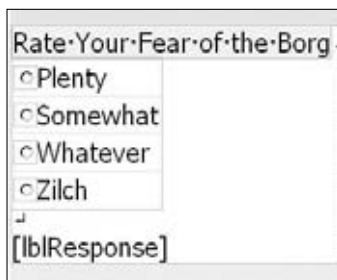 Rate·Your·Fear·of·the·Borg
Plenty
Somewhat
Whatever
Zilch
[lblResponse]